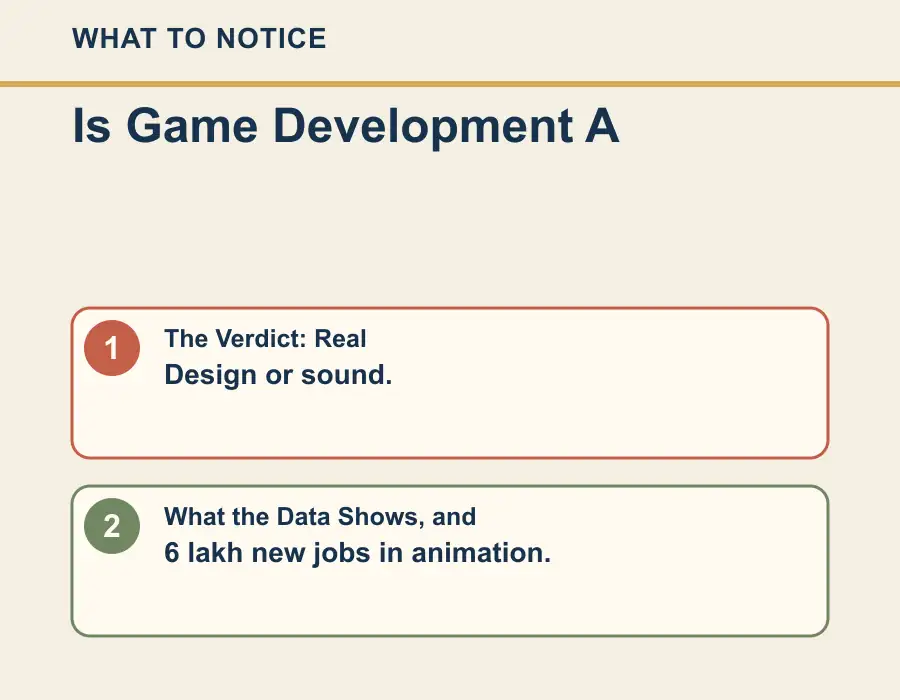 WHAT TO NOTICE
Is Game Development A
1
The Verdict: Real
Design or sound.
2
What the Data Shows, and
6 lakh new jobs in animation.